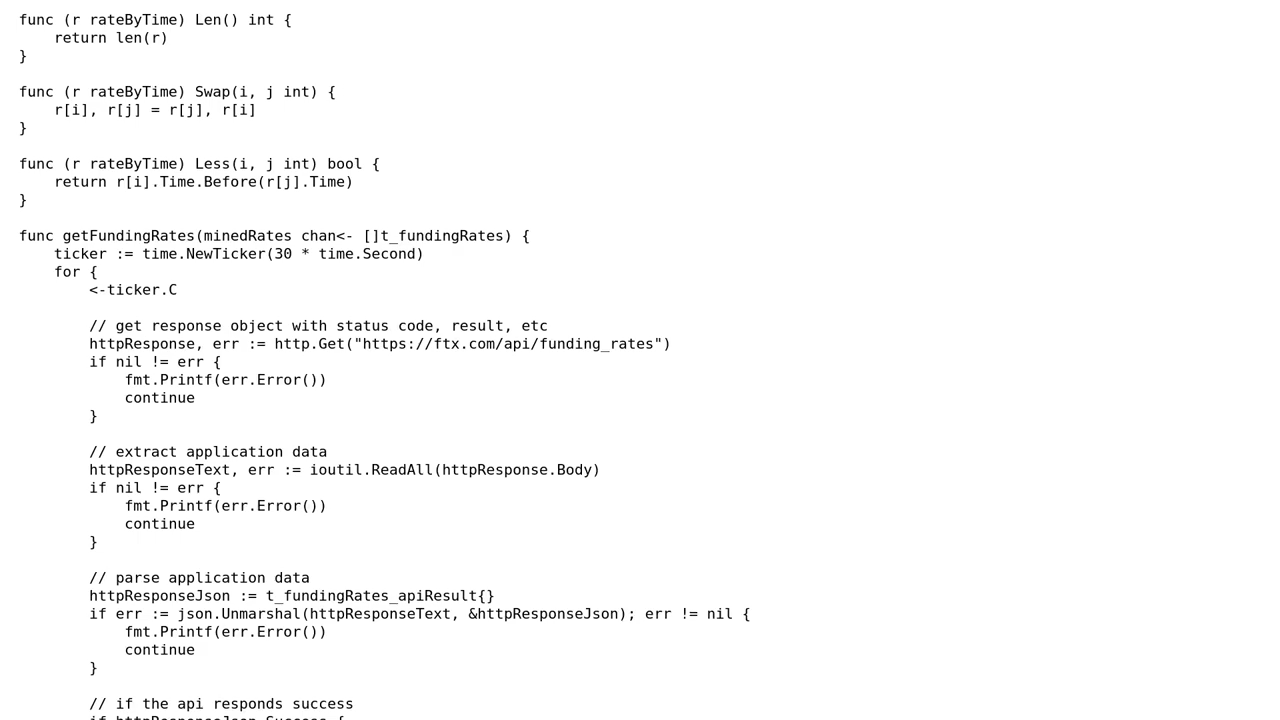 func (r rateByTime) Len() int {
    return len(r)
}

func (r rateByTime) Swap(i, j int) {
    r[i], r[j] = r[j], r[i]
}

func (r rateByTime) Less(i, j int) bool {
    return r[i].Time.Before(r[j].Time)
}

func getFundingRates(minedRates chan<- []t_fundingRates) {
    ticker := time.NewTicker(30 * time.Second)
    for {
        <-ticker.C

        // get response object with status code, result, etc
        httpResponse, err := http.Get("https://ftx.com/api/funding_rates")
        if nil != err {
            fmt.Printf(err.Error())
            continue
        }

        // extract application data
        httpResponseText, err := ioutil.ReadAll(httpResponse.Body)
        if nil != err {
            fmt.Printf(err.Error())
            continue
        }

        // parse application data
        httpResponseJson := t_fundingRates_apiResult{}
        if err := json.Unmarshal(httpResponseText, &httpResponseJson); err != nil {
            fmt.Printf(err.Error())
            continue
        }

        // if the api responds success
        if httpResponseJson.Success {